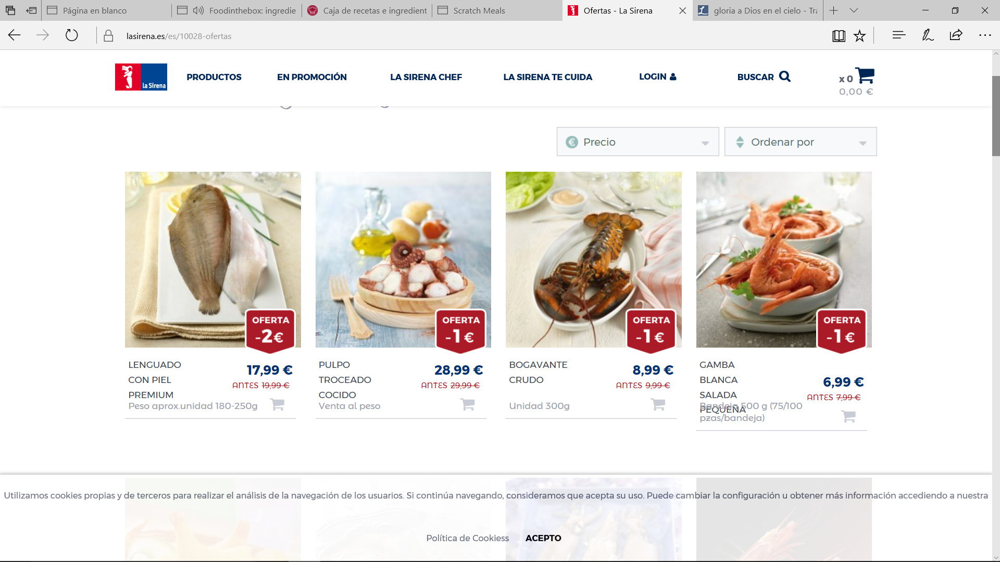 Página en blanco
Foodinthebox: ingredie
Caja de recetas e ingredient
Scratch Meals
Ofertas - La Sirena
gloria a Dios en el cielo - Tra
lasirena.es/es/10028-ofertas
La Sirena
PRODUCTOS
EN PROMOCIÓN
LA SIRENA CHEF
LA SIRENA TE CUIDA
LOGIN
BUSCAR
x 0
0,00 €
€ Precio
Ordenar por
OFERTA
-2€
OFERTA
-1€
OFERTA
-1€
OFERTA
-1€
LENGUADO
CON PIEL
PREMIUM
17,99 €
ANTES 19,99 €
Peso aprox.unidad 180-250g
PULPO
TROCEADO
COCIDO
28,99 €
ANTES 29,99 €
Venta al peso
BOGAVANTE
CRUDO
8,99 €
ANTES 9,99 €
Unidad 300g
GAMBA
BLANCA
SALADA
PEQUEÑA
6,99 €
ANTES 7,99 €
Bandeja 500 g (75/100
pzas/bandeja)
Utilizamos cookies propias y de terceros para realizar el análisis de la navegación de los usuarios. Si continúa navegando, consideramos que acepta su uso. Puede cambiar la configuración u obtener más información accediendo a nuestra
Política de Cookiess
ACEPTO